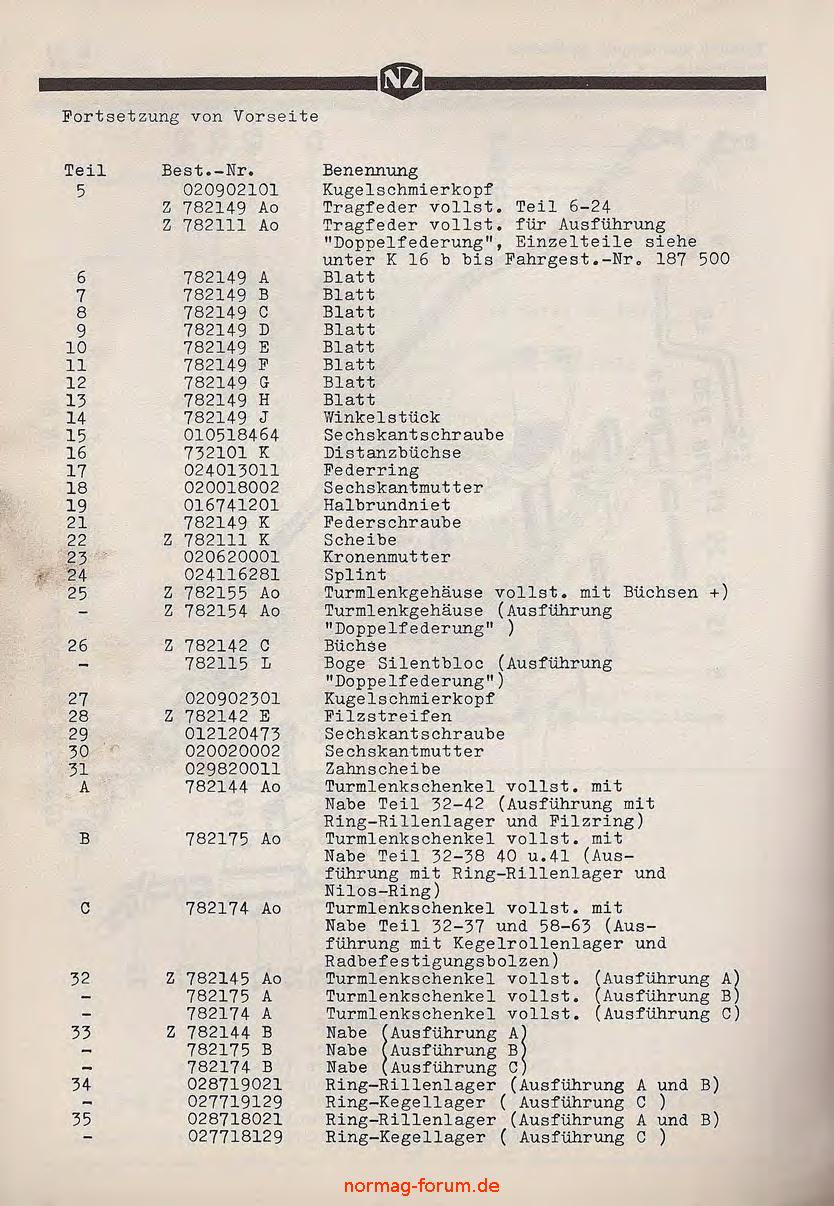 NZ
Fortsetzung von Vorseite
Teil Best.-Nr. Benennung
5 020902101 Kugelschmierkopf
Z 782149 Ao Tragfeder vollst. Teil 6-24
Z 782111 Ao Tragfeder vollst. für Ausführung
"Doppelfederung", Einzelteile siehe
unter K 16 b bis Fahrgest.-Nr. 187 500
6 782149 A Blatt
7 782149 B Blatt
8 782149 C Blatt
9 782149 D Blatt
10 782149 E Blatt
11 782149 F Blatt
12 782149 G Blatt
13 782149 H Blatt
14 782149 J Winkelstück
15 010518464 Sechskantschraube
16 732101 K Distanzbüchse
17 024013011 Federring
18 020018002 Sechskantmutter
19 016741201 Halbrundniet
21 782149 K Federschraube
22 Z 782111 K Scheibe
23 020620001 Kronenmutter
24 024116281 Splint
25 Z 782155 Ao Turmlenkgehäuse vollst. mit Büchsen +)
- Z 782154 Ao Turmlenkgehäuse (Ausführung
"Doppelfederung" )
26 Z 782142 C Büchse
- 782115 L Boge Silentbloc (Ausführung
"Doppelfederung")
27 020902301 Kugelschmierkopf
28 Z 782142 E Filzstreifen
29 012120473 Sechskantschraube
30 020020002 Sechskantmutter
31 029820011 Zahnscheibe
A 782144 Ao Turmlenkschenkel vollst. mit
Nabe Teil 32-42 (Ausführung mit
Ring-Rillenlager und Filzring)
B 782175 Ao Turmlenkschenkel vollst. mit
Nabe Teil 32-38 40 u.41 (Aus-
führung mit Ring-Rillenlager und
Nilos-Ring)
C 782174 Ao Turmlenkschenkel vollst. mit
Nabe Teil 32-37 und 58-63 (Aus-
führung mit Kegelrollenlager und
Radbefestigungsbolzen)
32 Z 782145 Ao Turmlenkschenkel vollst. (Ausführung A)
- 782175 A Turmlenkschenkel vollst. (Ausführung B)
- 782174 A Turmlenkschenkel vollst. (Ausführung C)
33 Z 782144 B Nabe (Ausführung A)
- 782175 B Nabe (Ausführung B)
- 782174 B Nabe (Ausführung C)
34 028719021 Ring-Rillenlager (Ausführung A und B)
- 027719129 Ring-Kegellager ( Ausführung C )
35 028718021 Ring-Rillenlager (Ausführung A und B)
- 027718129 Ring-Kegellager ( Ausführung C )
normag-forum.de